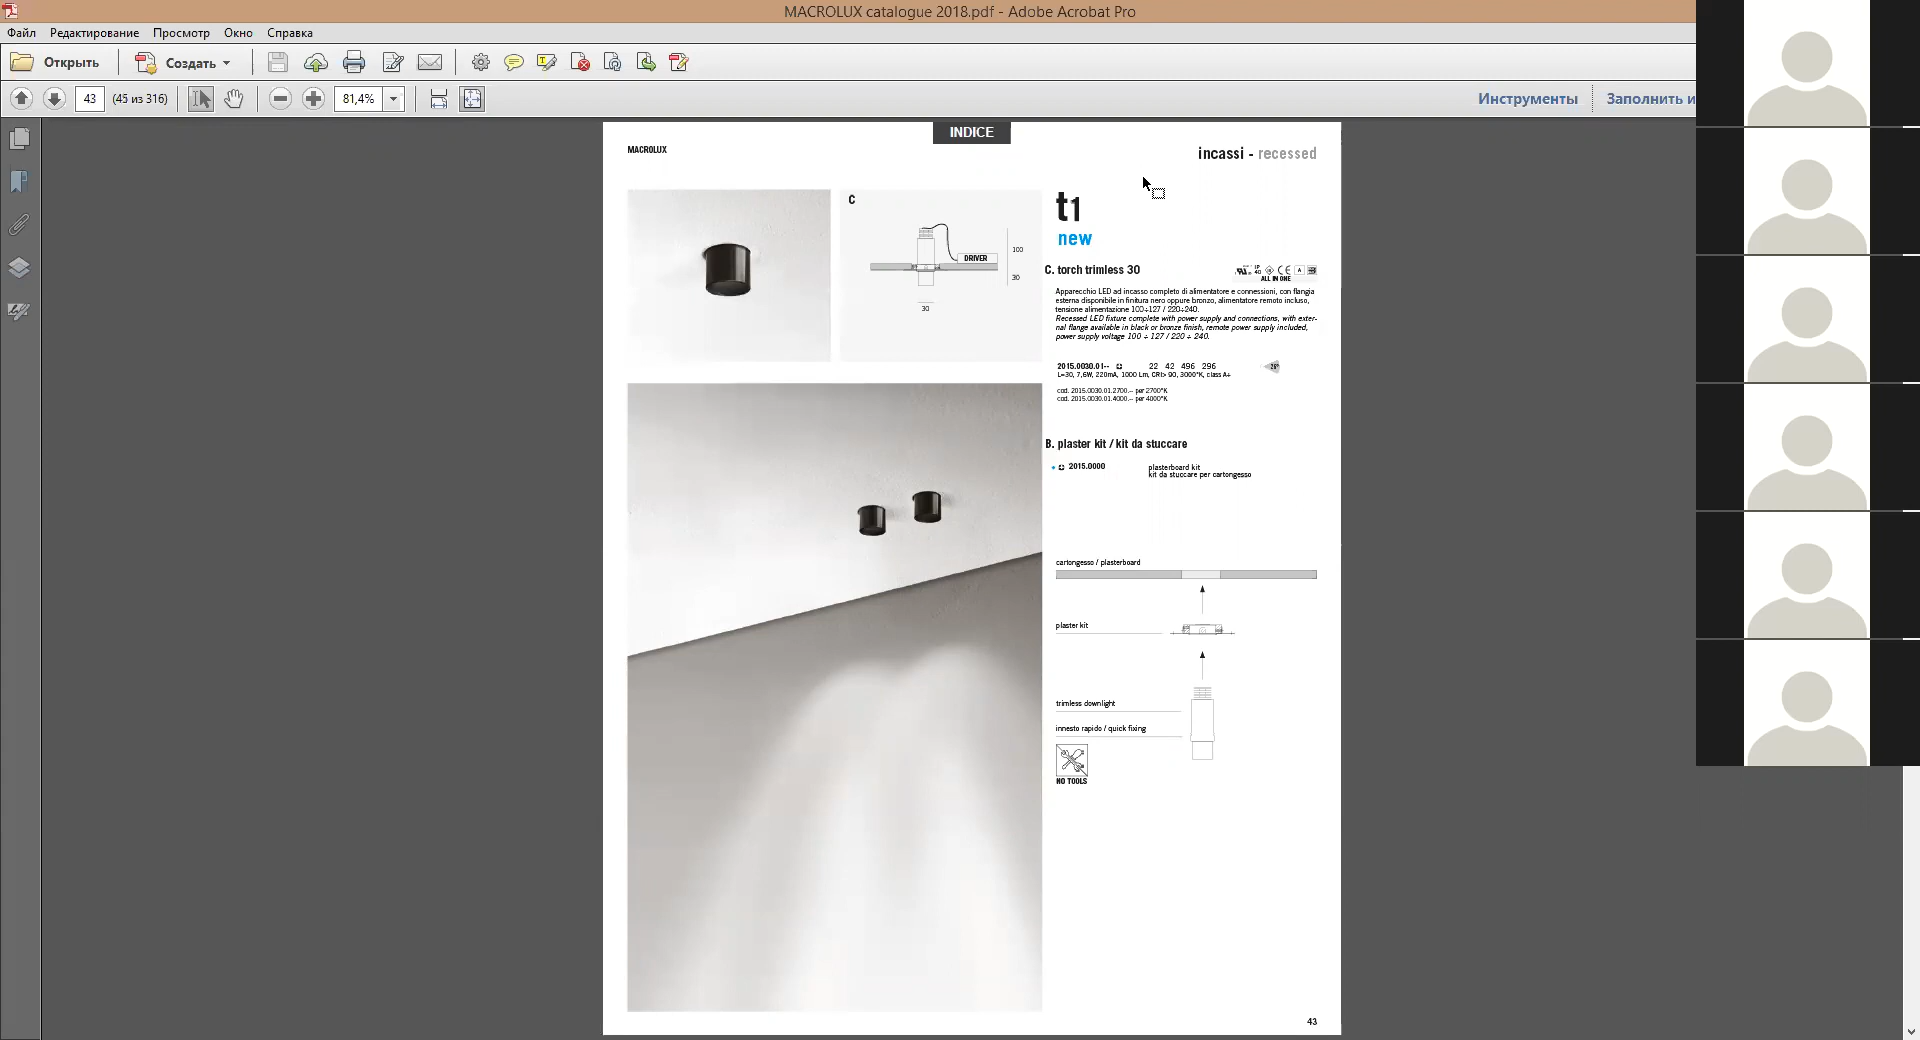 MACROLUX catalogue 2018.pdf - Adobe Acrobat Pro
Файл Редактирование Просмотр Окно Справка
Открыть Создать
43 (45 из 316) 81,4% Инструменты Заполнить и
INDICE
MACROLUX
incassi - recessed
C
DRIVER
100
30
30
t1
new
C. torch trimless 30
ALL IN ONE
Apparecchio LED ad incasso completo di alimentatore e connessioni, con flangia
esterna disponibile in finitura nero oppure bronzo, alimentatore remoto incluso,
tensione alimentazione 100÷127 / 220÷240.
Recessed LED fixture complete with power supply and connections, with exter-
nal flange available in black or bronze finish, remote power supply included,
power supply voltage 100 ÷ 127 / 220 ÷ 240.
2015.0030.01-- 22 42 496 296 26°
L=30, 7,6W, 220mA, 1000 Lm, CRI> 90, 3000°K, class A+
cod. 2015.0030.01.2700.-- per 2700°K
cod. 2015.0030.01.4000.-- per 4000°K
B. plaster kit / kit da stuccare
2015.0000 plasterboard kit
kit da stuccare per cartongesso
cartongesso / plasterboard
plaster kit
trimless downlight
innesto rapido / quick fixing
NO TOOLS
43